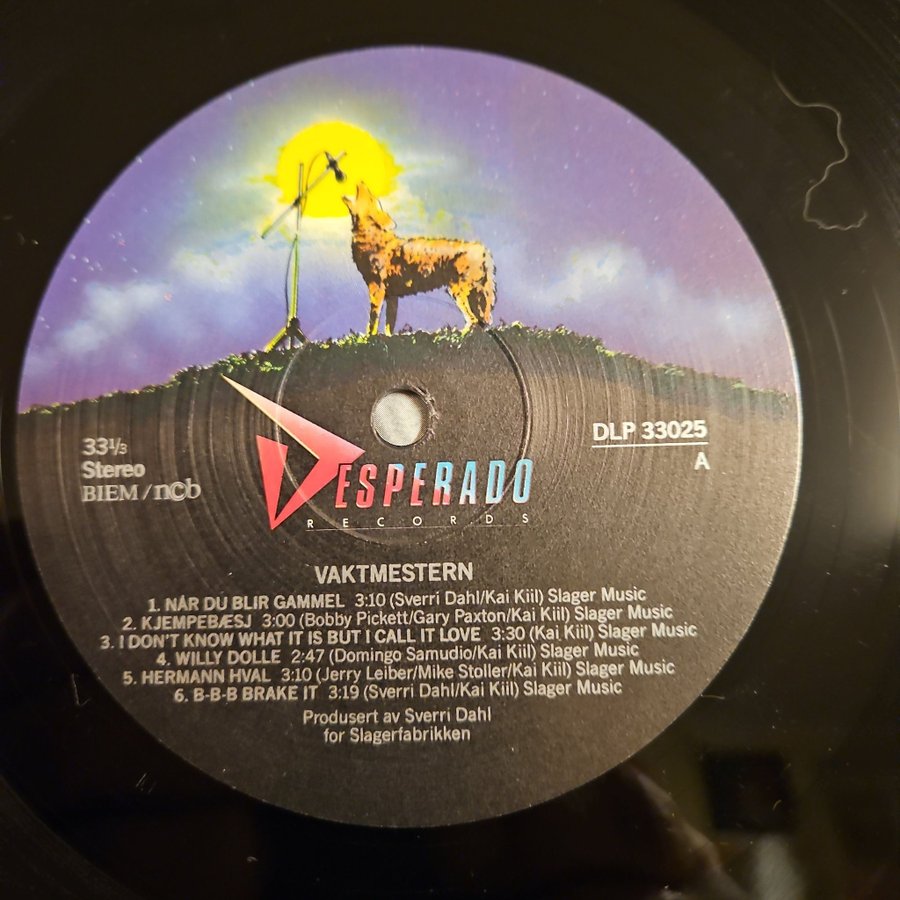 33⅓
Stereo
BIEM / n©b
DLP 33025
A
DESPERADO
RECORDS
VAKTMESTERN
1. NÅR DU BLIR GAMMEL 3:10 (Sverri Dahl/Kai Kiil) Slager Music
2. KJEMPEBÆSJ 3:00 (Bobby Pickett/Gary Paxton/Kai Kiil) Slager Music
3. I DON'T KNOW WHAT IT IS BUT I CALL IT LOVE 3:30 (Kai Kiil) Slager Music
4. WILLY DOLLE 2:47 (Domingo Samudio/Kai Kiil) Slager Music
5. HERMANN HVAL 3:10 (Jerry Leiber/Mike Stoller/Kai Kiil) Slager Music
6. B-B-B BRAKE IT 3:19 (Sverri Dahl/Kai Kiil) Slager Music
Produsert av Sverri Dahl
for Slagerfabrikken